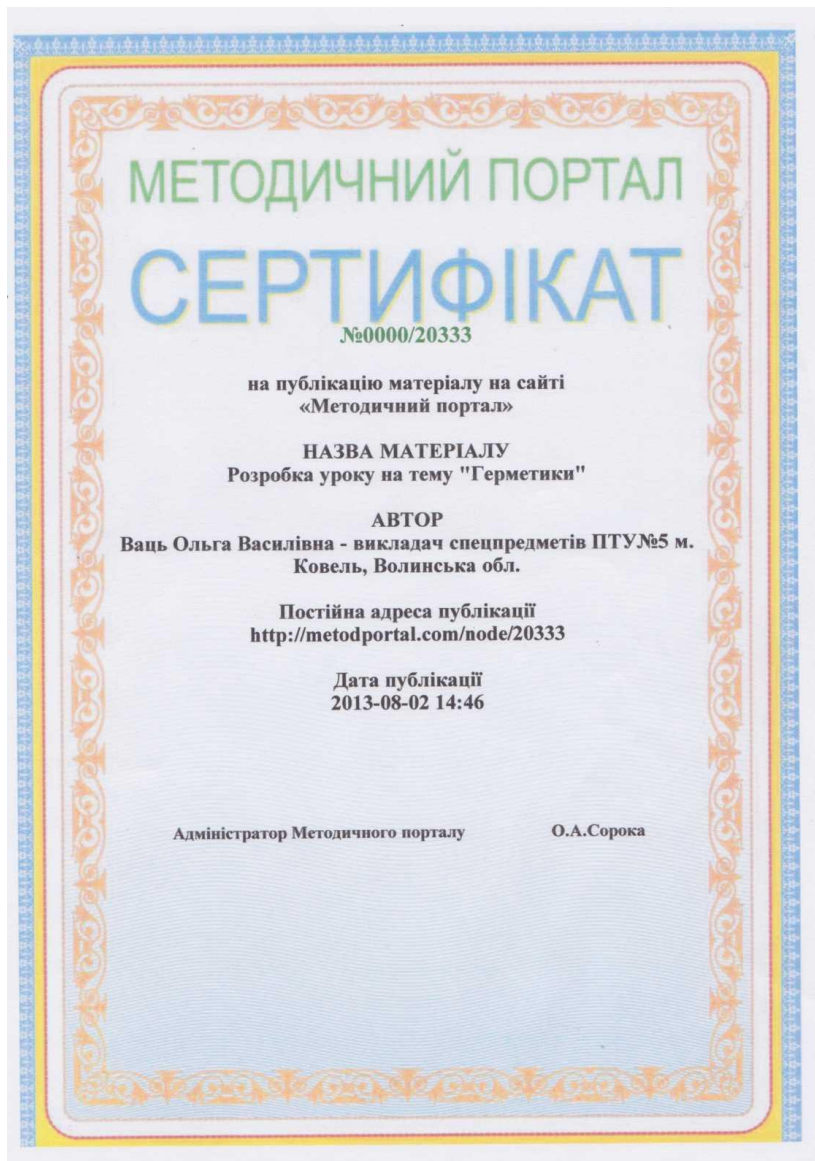 МЕТОДИЧНИЙ ПОРТАЛ
СЕРТИФІКАТ
№0000/20333
на публікацію матеріалу на сайті
«Методичний портал»
НАЗВА МАТЕРІАЛУ
Розробка уроку на тему "Герметики"
АВТОР
Ваць Ольга Василівна - викладач спецпредметів ПТУ№5 м.
Ковель, Волинська обл.
Постійна адреса публікації
http://metodportal.com/node/20333
Дата публікації
2013-08-02 14:46
Адміністратор Методичного порталу О.А.Сорока